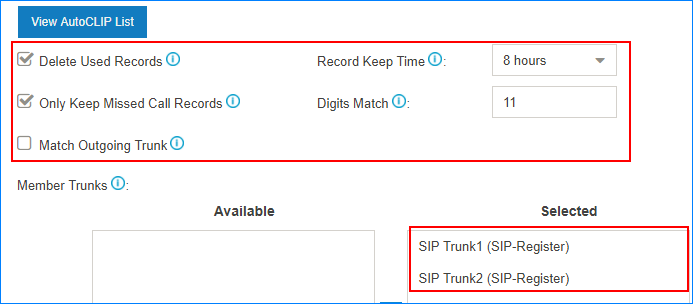 View AutoCLIP List
Delete Used Records Record Keep Time : 8 hours
Only Keep Missed Call Records Digits Match : 11
Match Outgoing Trunk
Member Trunks :
Available Selected
SIP Trunk1 (SIP-Register)
SIP Trunk2 (SIP-Register)